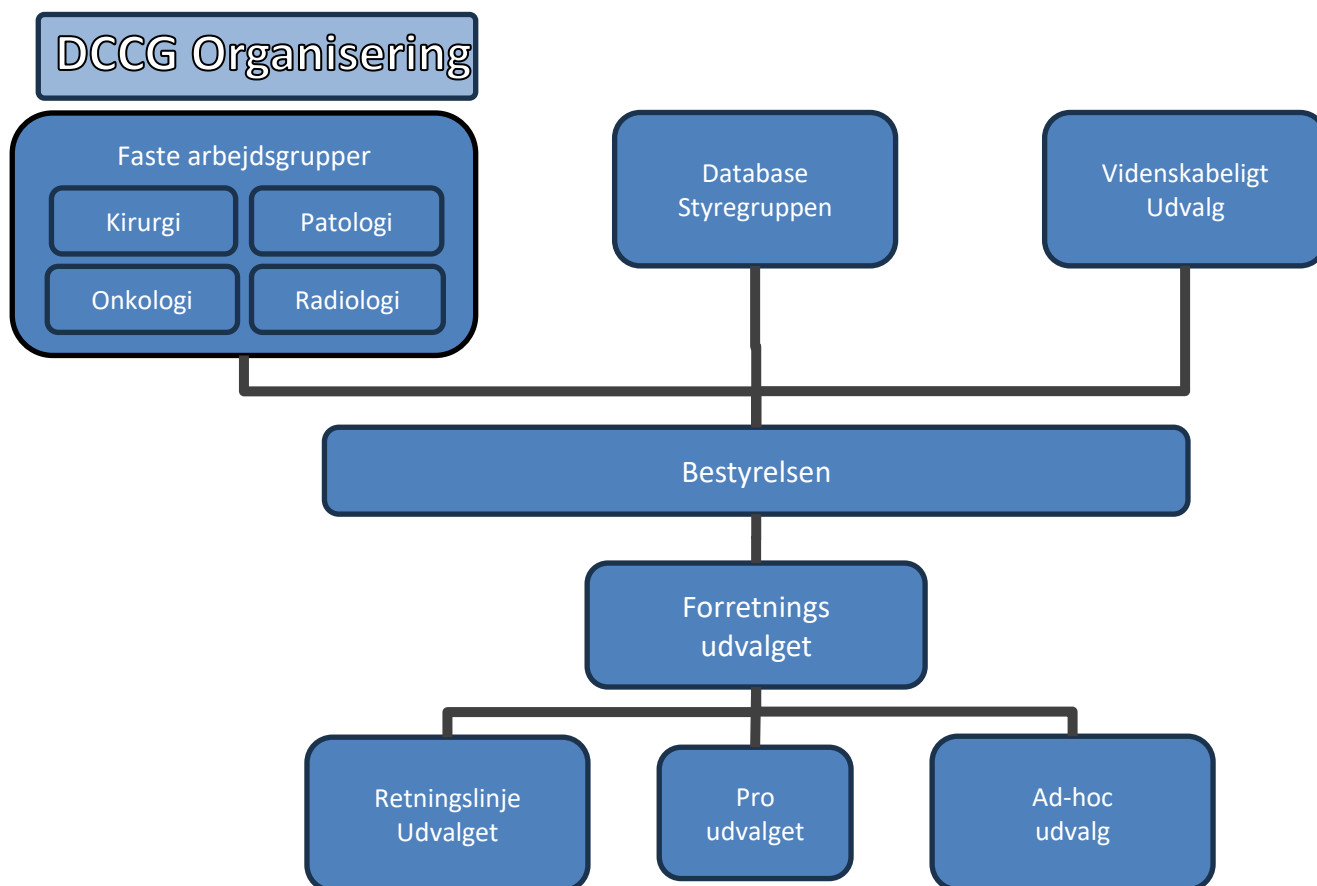 DCCG Organisering
Faste arbejdsgrupper
Kirurgi
Patologi
Onkologi
Radiologi
Database
Styregruppen
Videnskabeligt
Udvalg
Bestyrelsen
Forretnings
udvalget
Retningslinje
Udvalget
Pro
udvalget
Ad-hoc
udvalg